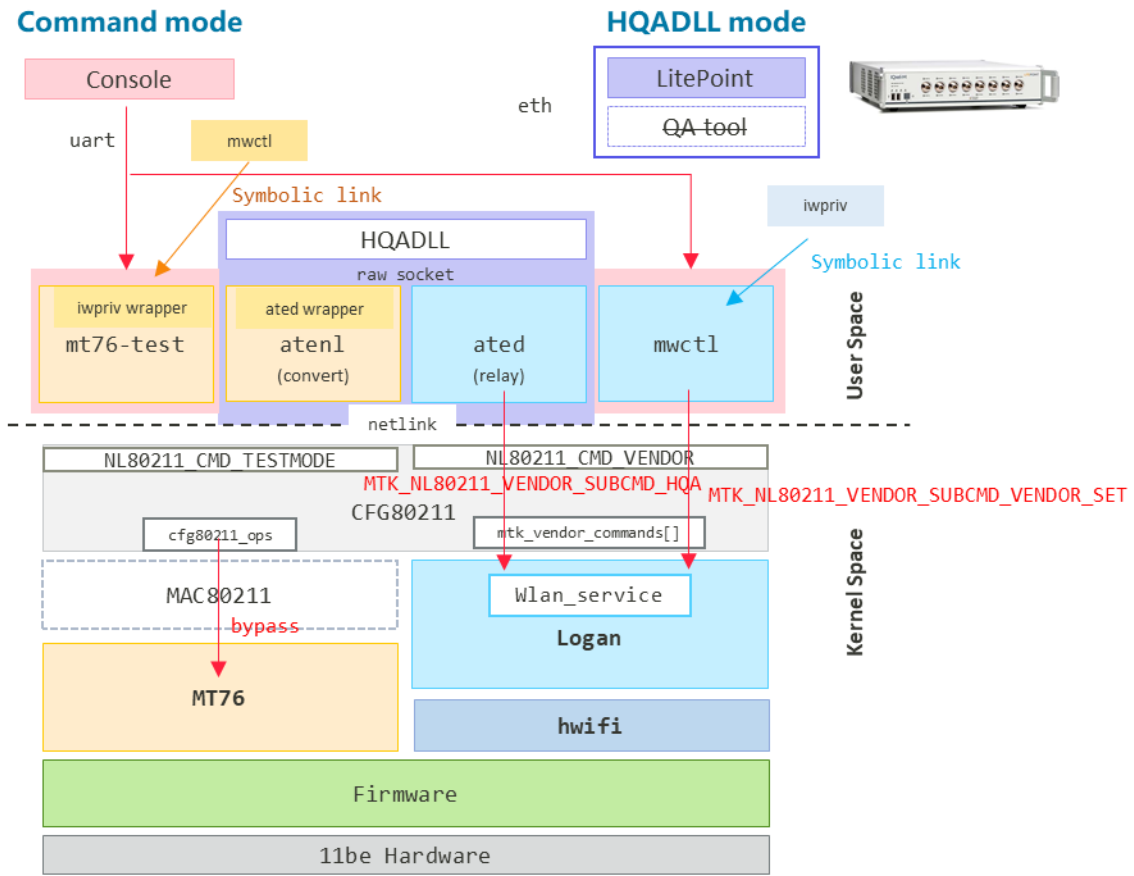 Command mode
HQADLL mode
Console
LitePoint
QA tool
eth
uart
mwctl
Symbolic link
iwpriv
Symbolic link
HQADLL
raw socket
iwpriv wrapper
mt76-test
ated wrapper
atenl
(convert)
ated
(relay)
mwctl
User Space
netlink
NL80211_CMD_TESTMODE
NL80211_CMD_VENDOR
MTK_NL80211_VENDOR_SUBCMD_HQA
MTK_NL80211_VENDOR_SUBCMD_VENDOR_SET
CFG80211
cfg80211_ops
mtk_vendor_commands[]
Kernel Space
MAC80211
bypass
Wlan_service
Logan
MT76
hwifi
Firmware
11be Hardware